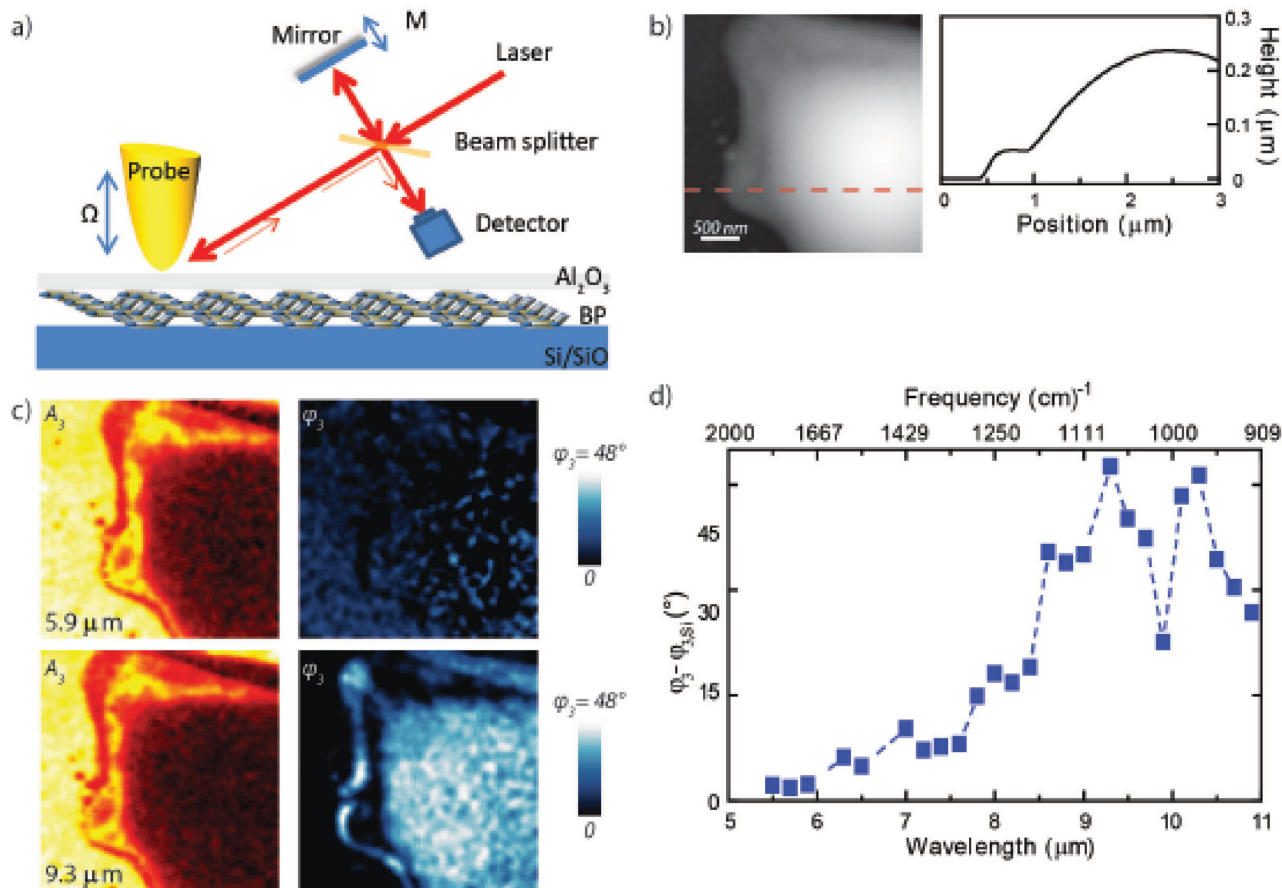 a)
M
Mirror
Laser
Beam splitter
Probe
Ω
Detector
Al₂O₃
BP
Si/SiO
b)
500 nm
0.3
0.2
0.1
0
Height (μm)
0 1 2 3
Position (μm)
c)
A₃
5.9 μm
φ₃
φ₃= 48°
0
A₃
9.3 μm
φ₃
φ₃= 48°
0
d)
Frequency (cm)⁻¹
2000 1667 1429 1250 1111 1000 909
45
30
15
0
φ₃- φ₃,Si (°)
5 6 7 8 9 10 11
Wavelength (μm)